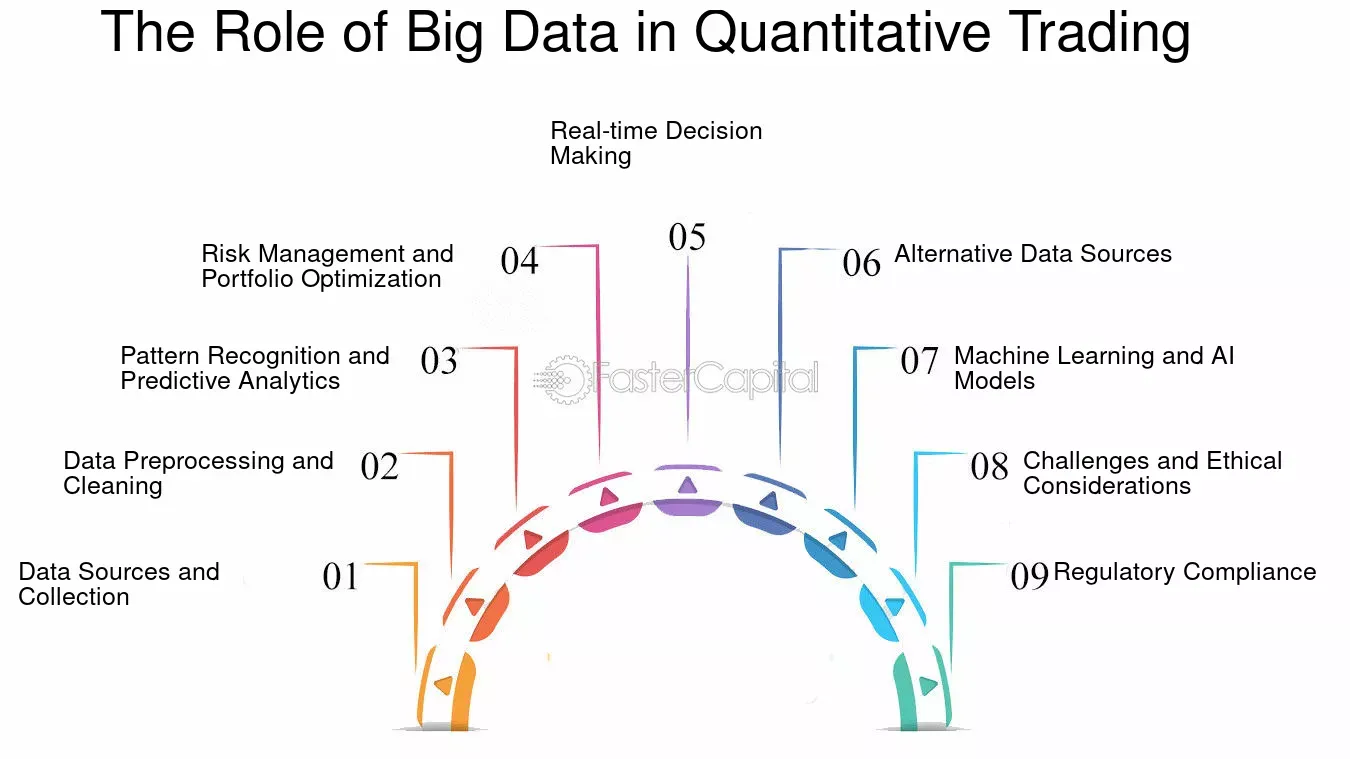 The Role of Big Data in Quantitative Trading
Real-time Decision
Making
05
Risk Management and
Portfolio Optimization
04
06
Alternative Data Sources
Pattern Recognition and
Predictive Analytics
03
07
Machine Learning and AI
Models
FasterCapital
Data Preprocessing and
Cleaning
02
08
Challenges and Ethical
Considerations
Data Sources and
Collection
01
09
Regulatory Compliance